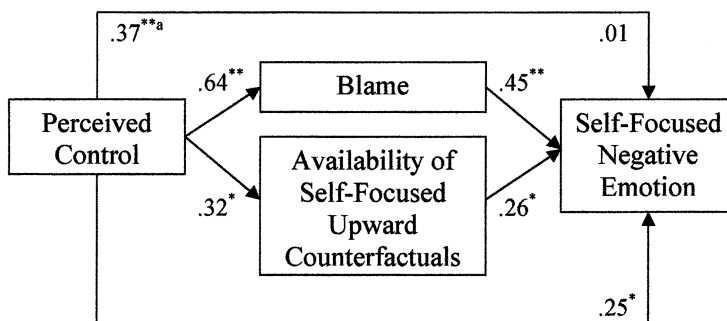 .37**a .01
.64** Blame .45**
Perceived
Control
Self-Focused
Negative
Emotion
Availability of
Self-Focused
Upward
Counterfactuals
.32* .26*
.25*